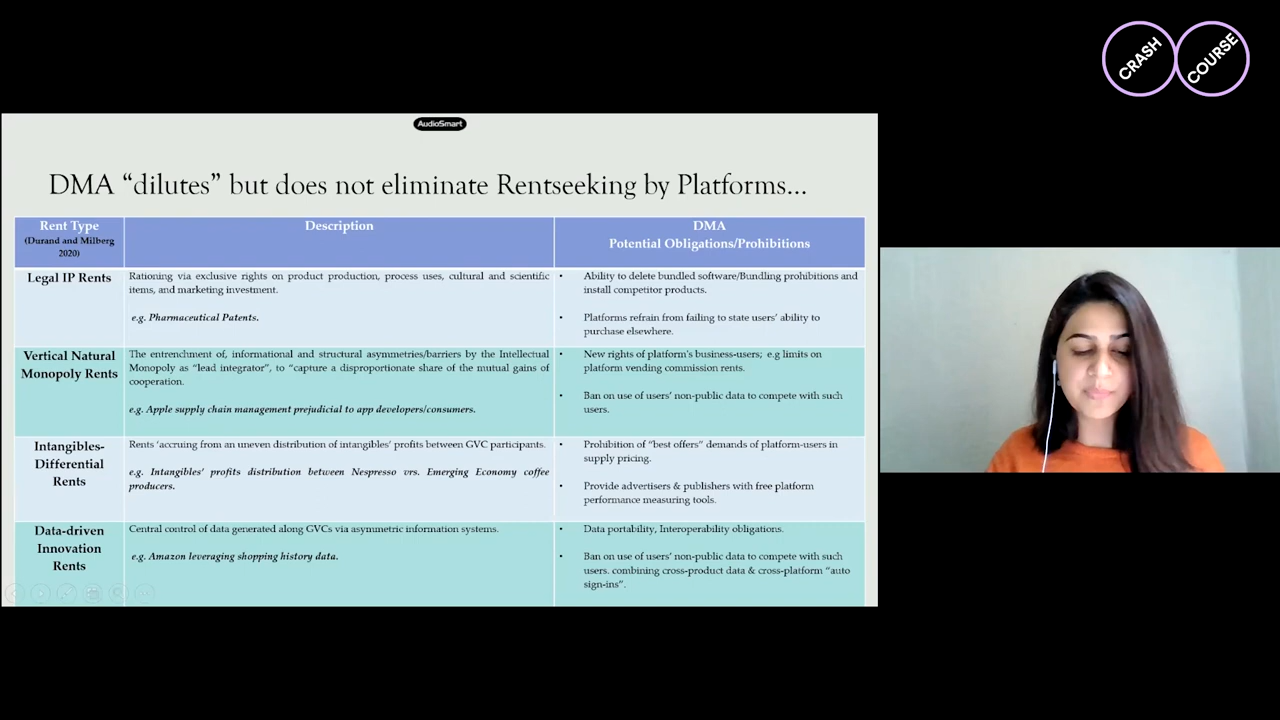 CRASH
COURSE
AudioSmart
DMA “dilutes” but does not eliminate Rentseeking by Platforms…
Rent Type
(Durand and Milberg
2020)
Description
DMA
Potential Obligations/Prohibitions
Legal IP Rents
Rationing via exclusive rights on product production, process uses, cultural and scientific
items, and marketing investment.
e.g. Pharmaceutical Patents.
• Ability to delete bundled software/Bundling prohibitions and
install competitor products.
• Platforms refrain from failing to state users’ ability to
purchase elsewhere.
Vertical Natural
Monopoly Rents
The entrenchment of, informational and structural asymmetries/barriers by the Intellectual
Monopoly as “lead integrator”, to “capture a disproportionate share of the mutual gains of
cooperation.
e.g. Apple supply chain management prejudicial to app developers/consumers.
• New rights of platform's business-users; e.g limits on
platform vending commission rents.
• Ban on use of users’ non-public data to compete with such
users.
Intangibles-
Differential
Rents
Rents ‘accruing from an uneven distribution of intangibles’ profits between GVC participants.
e.g. Intangibles’ profits distribution between Nespresso vrs. Emerging Economy coffee
producers.
• Prohibition of “best offers” demands of platform-users in
supply pricing.
• Provide advertisers & publishers with free platform
performance measuring tools.
Data-driven
Innovation
Rents
Central control of data generated along GVCs via asymmetric information systems.
e.g. Amazon leveraging shopping history data.
• Data portability, Interoperability obligations.
• Ban on use of users’ non-public data to compete with such
users. combining cross-product data & cross-platform “auto
sign-ins”.